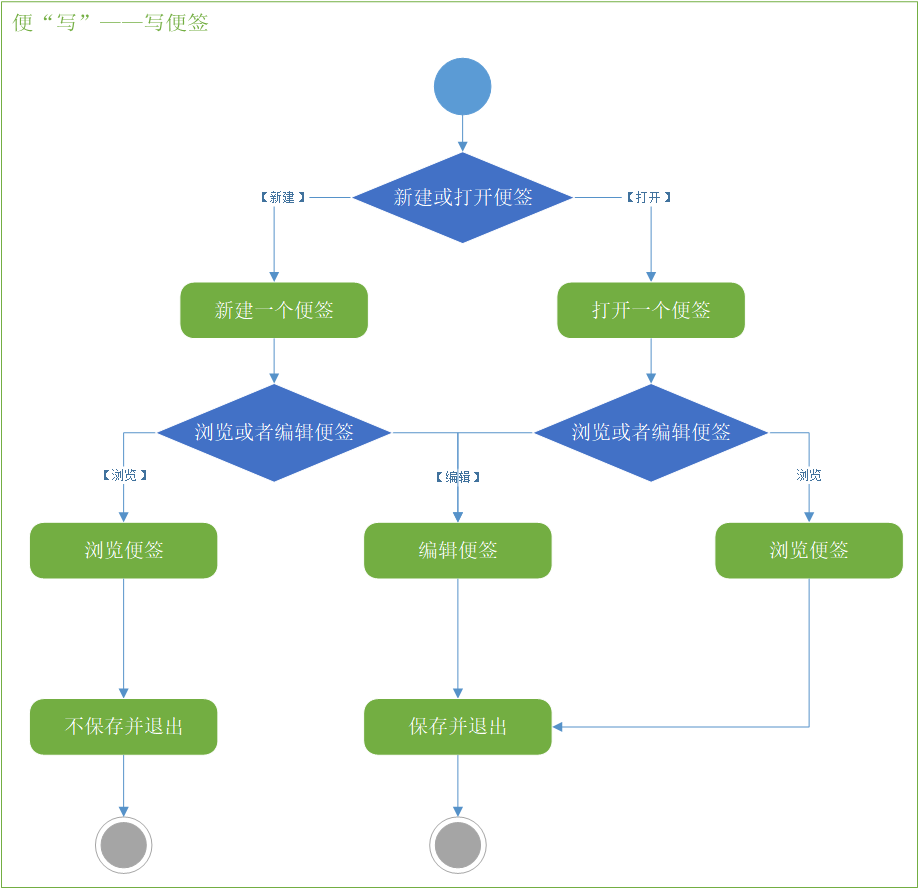 便“写”——写便签
新建或打开便签
【新建】
【打开】
新建一个便签
打开一个便签
浏览或者编辑便签
浏览或者编辑便签
【浏览】
【编辑】
浏览
浏览便签
编辑便签
浏览便签
不保存并退出
保存并退出